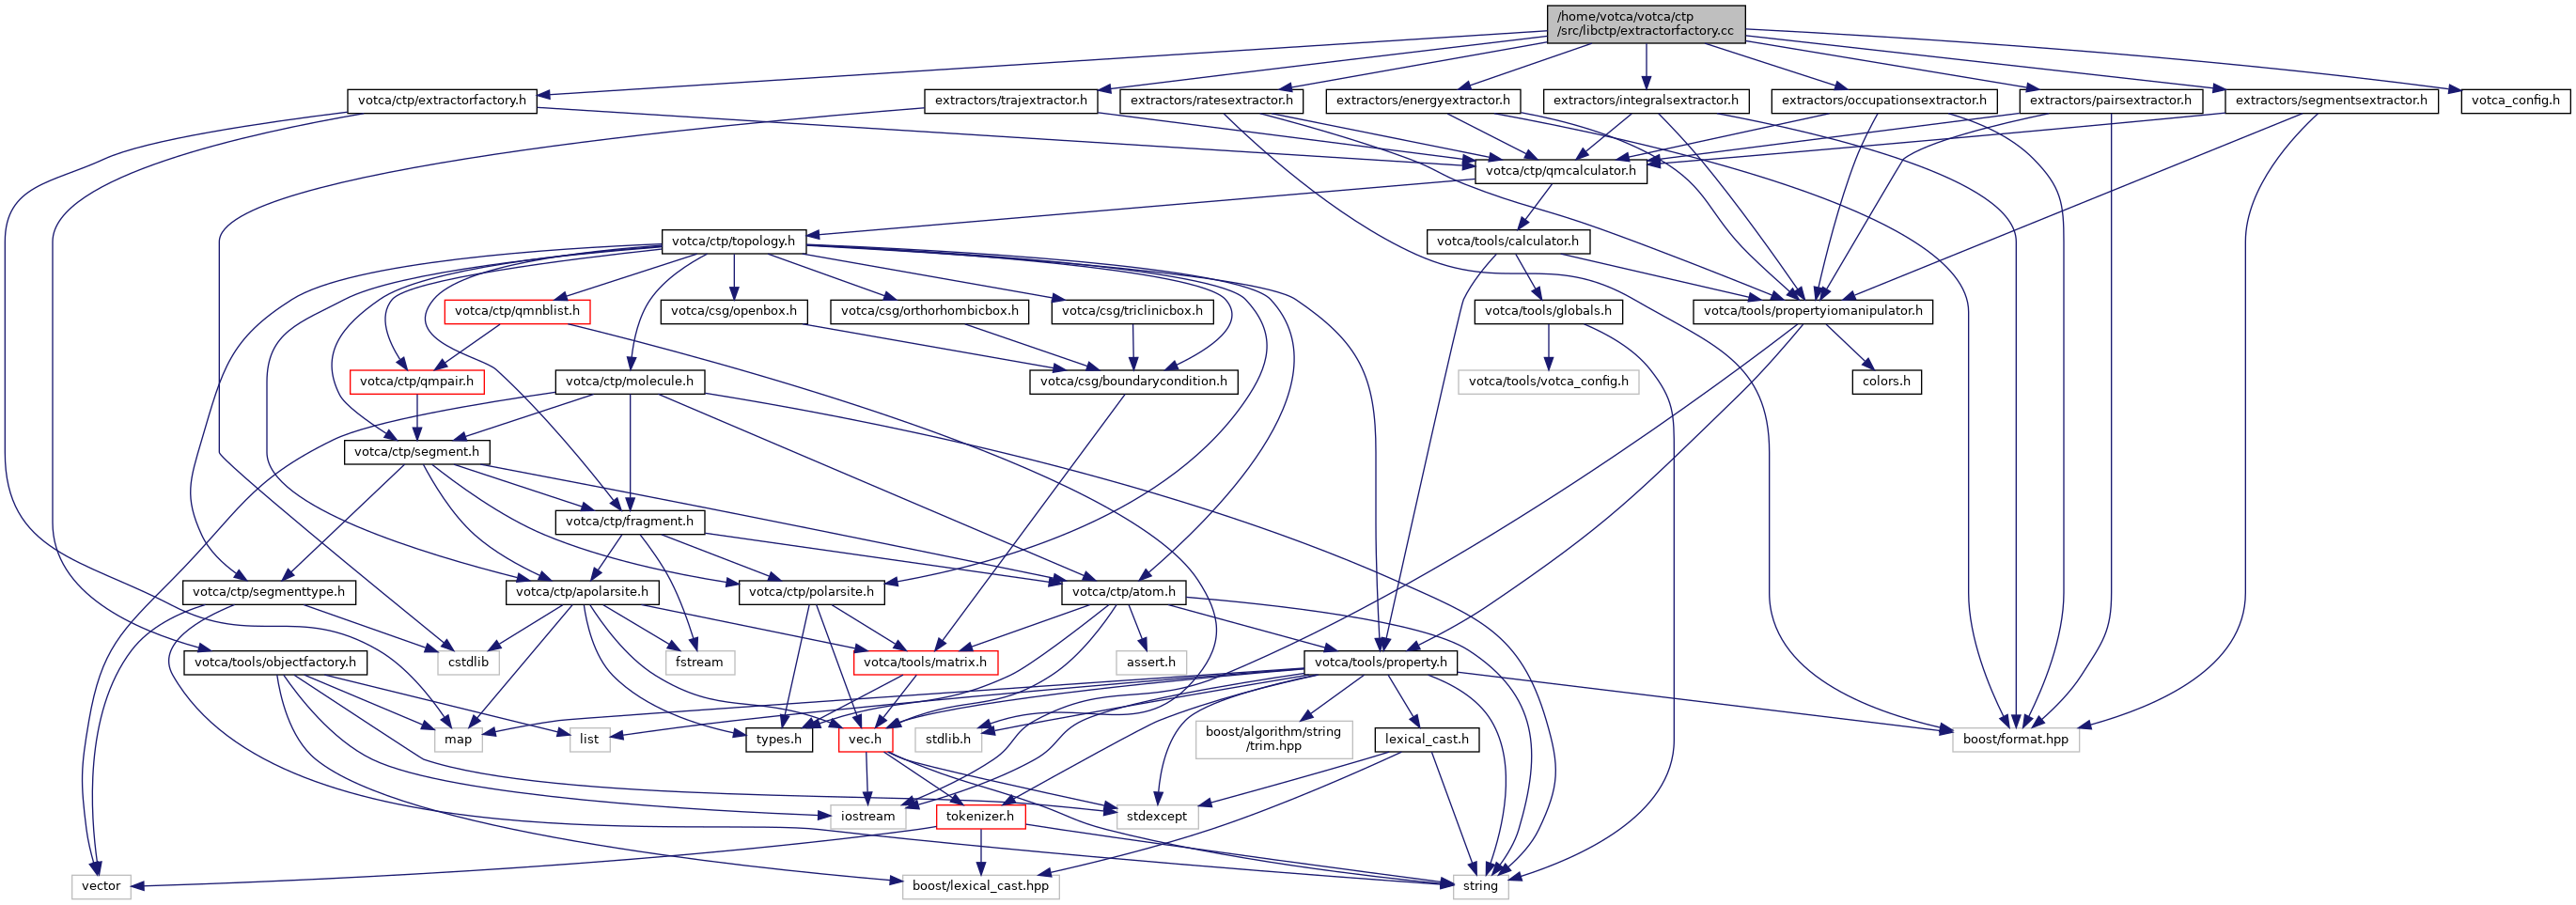 /home/votca/votca/ctp
/src/libctp/extractorfactory.cc
votca/ctp/extractorfactory.h
extractors/trajextractor.h
extractors/ratesextractor.h
extractors/energyextractor.h
extractors/integralsextractor.h
extractors/occupationsextractor.h
extractors/pairsextractor.h
extractors/segmentsextractor.h
votca_config.h
votca/ctp/qmcalculator.h
votca/ctp/topology.h
votca/tools/calculator.h
votca/ctp/qmnblist.h
votca/csg/openbox.h
votca/csg/orthorhombicbox.h
votca/csg/triclinicbox.h
votca/tools/globals.h
votca/tools/propertyiomanipulator.h
votca/ctp/qmpair.h
votca/ctp/molecule.h
votca/csg/boundarycondition.h
votca/tools/votca_config.h
colors.h
votca/ctp/segment.h
votca/ctp/fragment.h
votca/ctp/segmenttype.h
votca/ctp/apolarsite.h
votca/ctp/polarsite.h
votca/ctp/atom.h
votca/tools/objectfactory.h
cstdlib
fstream
votca/tools/matrix.h
assert.h
votca/tools/property.h
map
list
types.h
vec.h
stdlib.h
boost/algorithm/string
/trim.hpp
lexical_cast.h
boost/format.hpp
iostream
tokenizer.h
stdexcept
vector
boost/lexical_cast.hpp
string